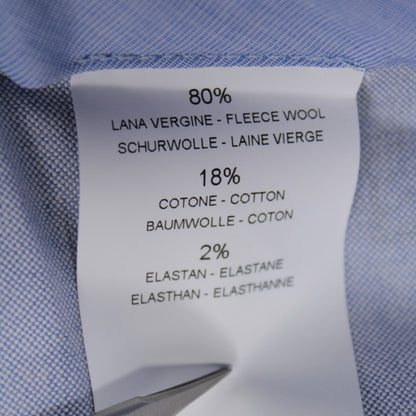 80%
LANA VERGINE - FLEECE WOOL
SCHURWOLLE - LAINE VIERGE
18%
COTONE - COTTON
BAUMWOLLE - COTON
2%
ELASTAN - ELASTANE
ELASTHAN - ELASTHANNE